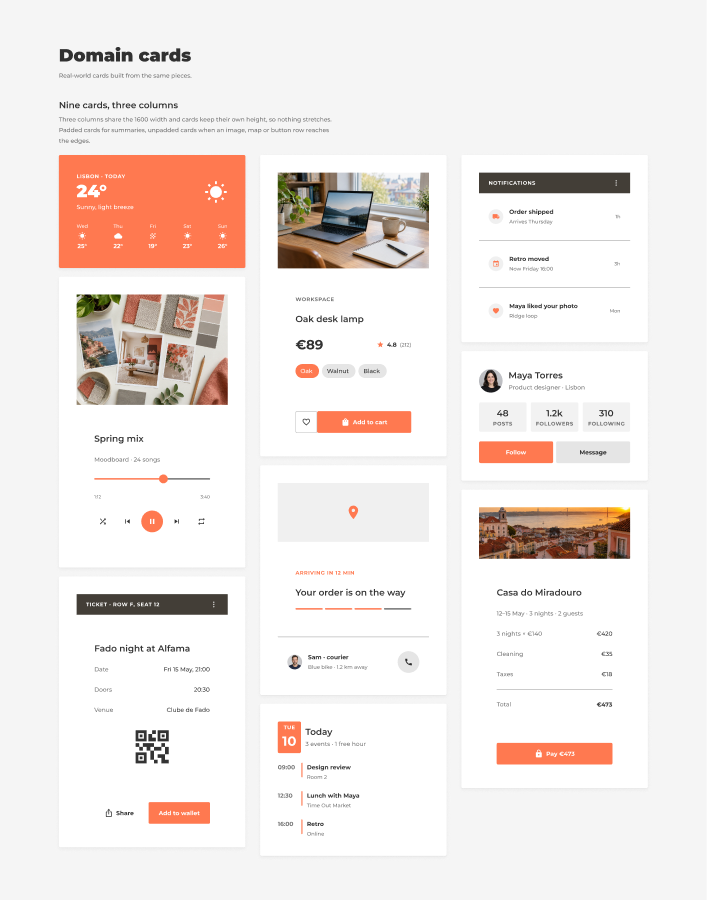 Domain cards
Real-world cards built from the same pieces.
Nine cards, three columns
Three columns share the 1600 width and cards keep their own height, so nothing stretches.
Padded cards for summaries, unpadded cards when an image, map or button row reaches
the edges.
LISBON · TODAY
24°
Sunny, light breeze
Wed Thu Fri Sat Sun
25° 22° 19° 23° 26°
Spring mix
Moodboard · 24 songs
1:12 3:40
TICKET · ROW F, SEAT 12
Fado night at Alfama
Date Fri 15 May, 21:00
Doors 20:30
Venue Clube de Fado
Share Add to wallet
WORKSPACE
Oak desk lamp
€89 4.8 (212)
Oak Walnut Black
Add to cart
ARRIVING IN 12 MIN
Your order is on the way
Sam · courier
Blue bike · 1.2 km away
TUE
10
Today
3 events · 1 free hour
09:00 Design review
Room 2
12:30 Lunch with Maya
Time Out Market
16:00 Retro
Online
NOTIFICATIONS
Order shipped
Arrives Thursday
1h
Retro moved
Now Friday 16:00
3h
Maya liked your photo
Ridge loop
Mon
Maya Torres
Product designer · Lisbon
48 1.2k 310
POSTS FOLLOWERS FOLLOWING
Follow Message
Casa do Miradouro
12–15 May · 3 nights · 2 guests
3 nights × €140 €420
Cleaning €35
Taxes €18
Total €473
Pay €473